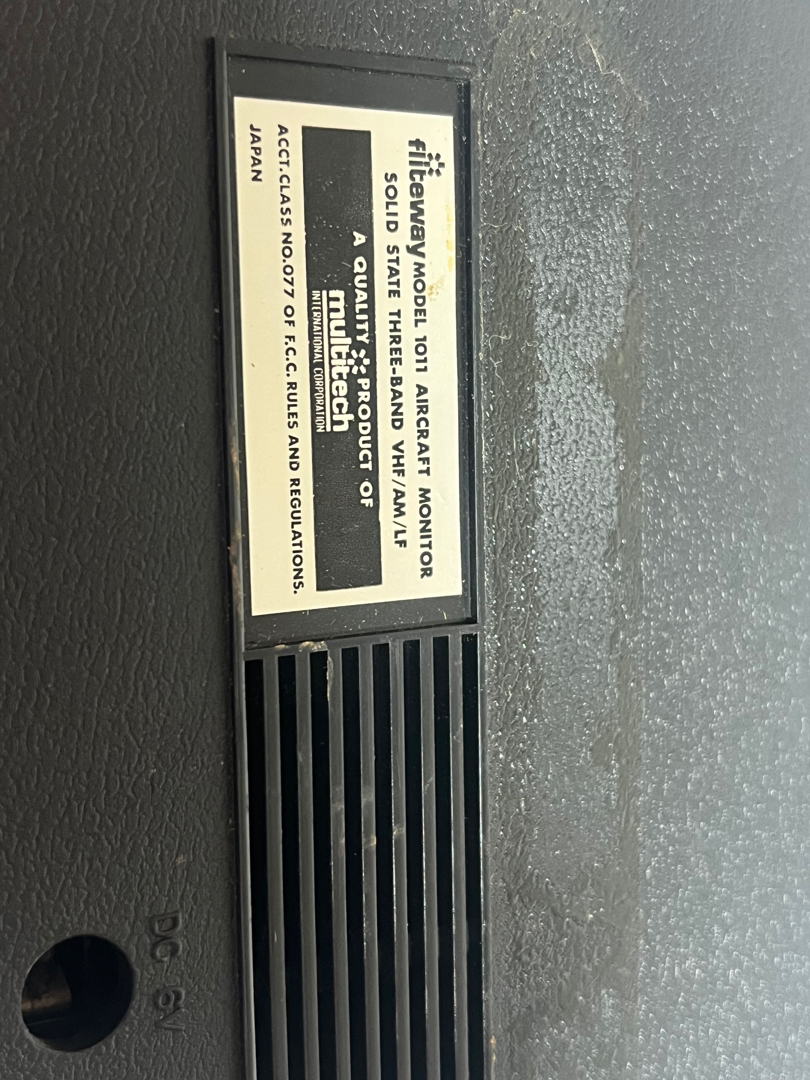 fliteway MODEL 1011 AIRCRAFT MONITOR
SOLID STATE THREE-BAND VHF/AM/LF
A QUALITY PRODUCT OF
multitech
INTERNATIONAL CORPORATION
ACCT.CLASS NO.077 OF F.C.C. RULES AND REGULATIONS.
JAPAN
DC-6V